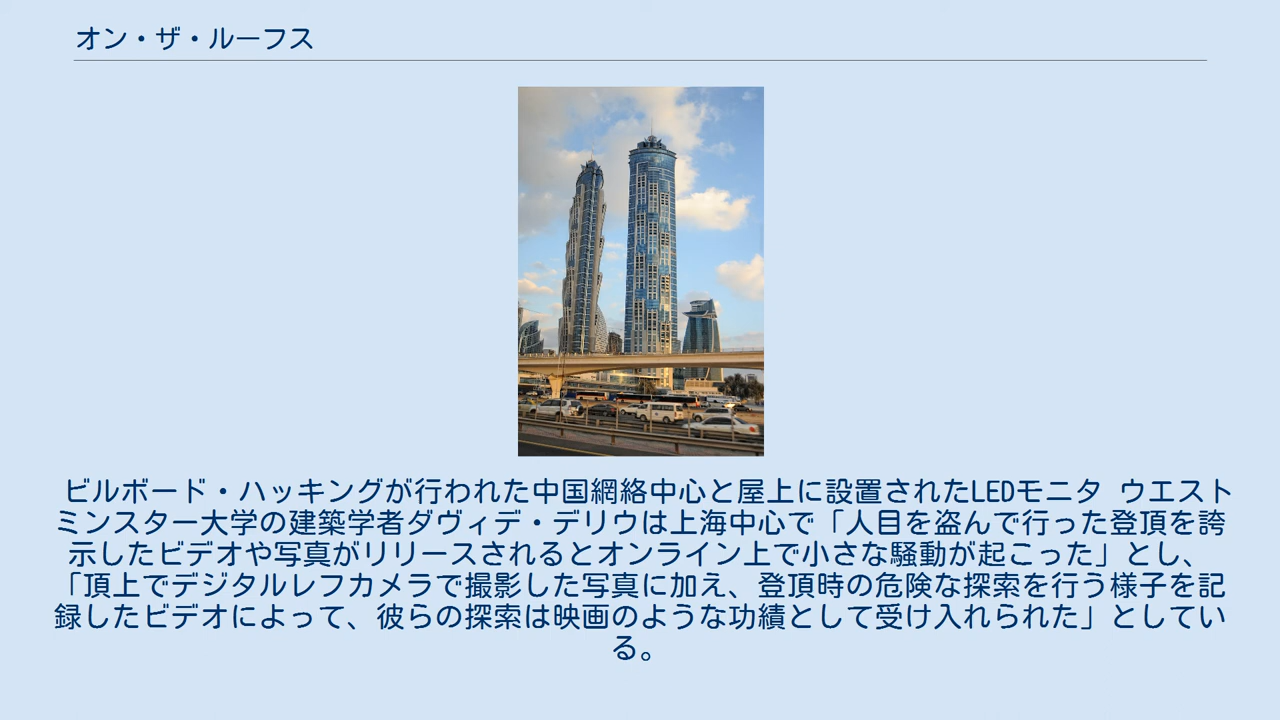 オン・ザ・ルーフス
ビルボード・ハッキングが行われた中国網絡中心と屋上に設置されたLEDモニタ ウエスト
ミンスター大学の建築学者ダヴィデ・デリウは上海中心で「人目を盗んで行った登頂を誇
示したビデオや写真がリリースされるとオンライン上で小さな騒動が起こった」とし、
「頂上でデジタルレフカメラで撮影した写真に加え、登頂時の危険な探索を行う様子を記
録したビデオによって、彼らの探索は映画のような功績として受け入れられた」としてい
る。